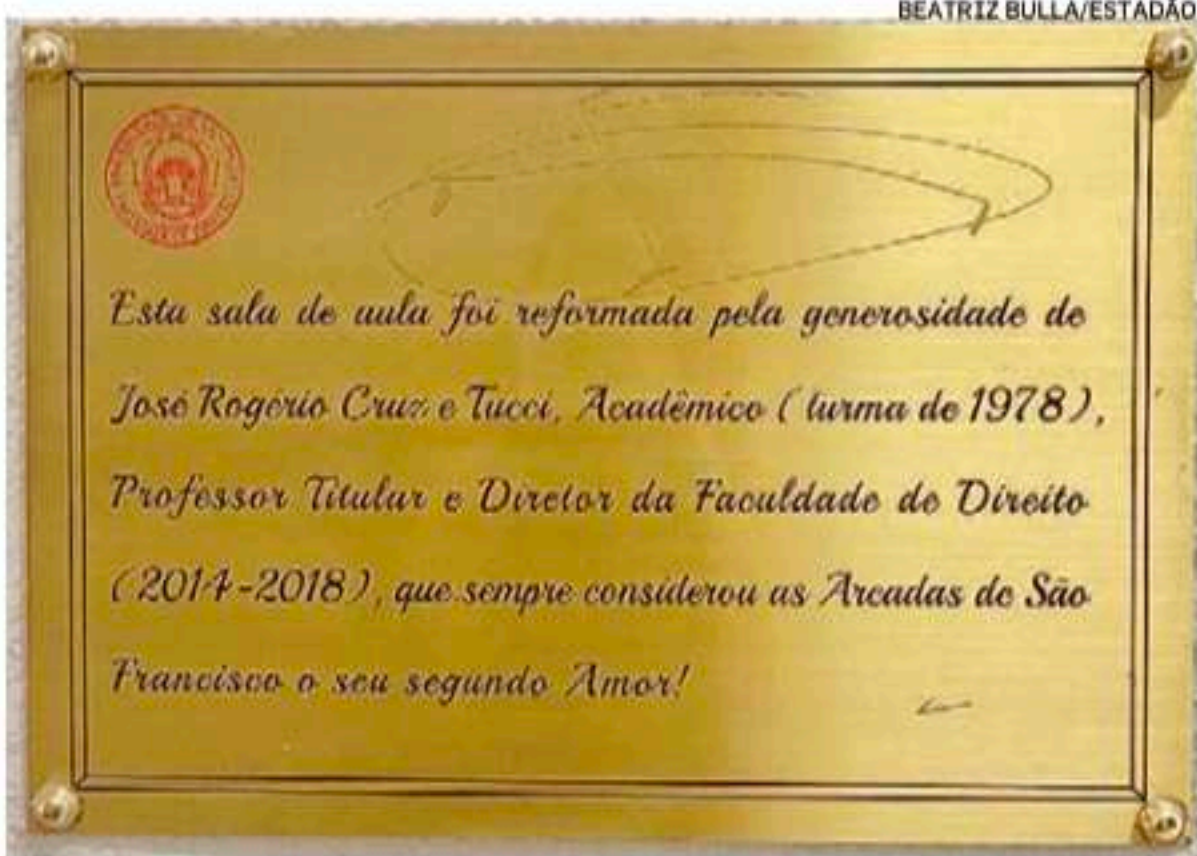 BEATRIZ BULLA/ESTADÃO
Esta sala de aula foi reformada pela generosidade de
José Rogério Cruz e Tucci, Acadêmico (turma de 1978),
Professor Titular e Diretor da Faculdade de Direito
(2014-2018), que sempre considerou as Arcadas de São
Francisco o seu segundo Amor!